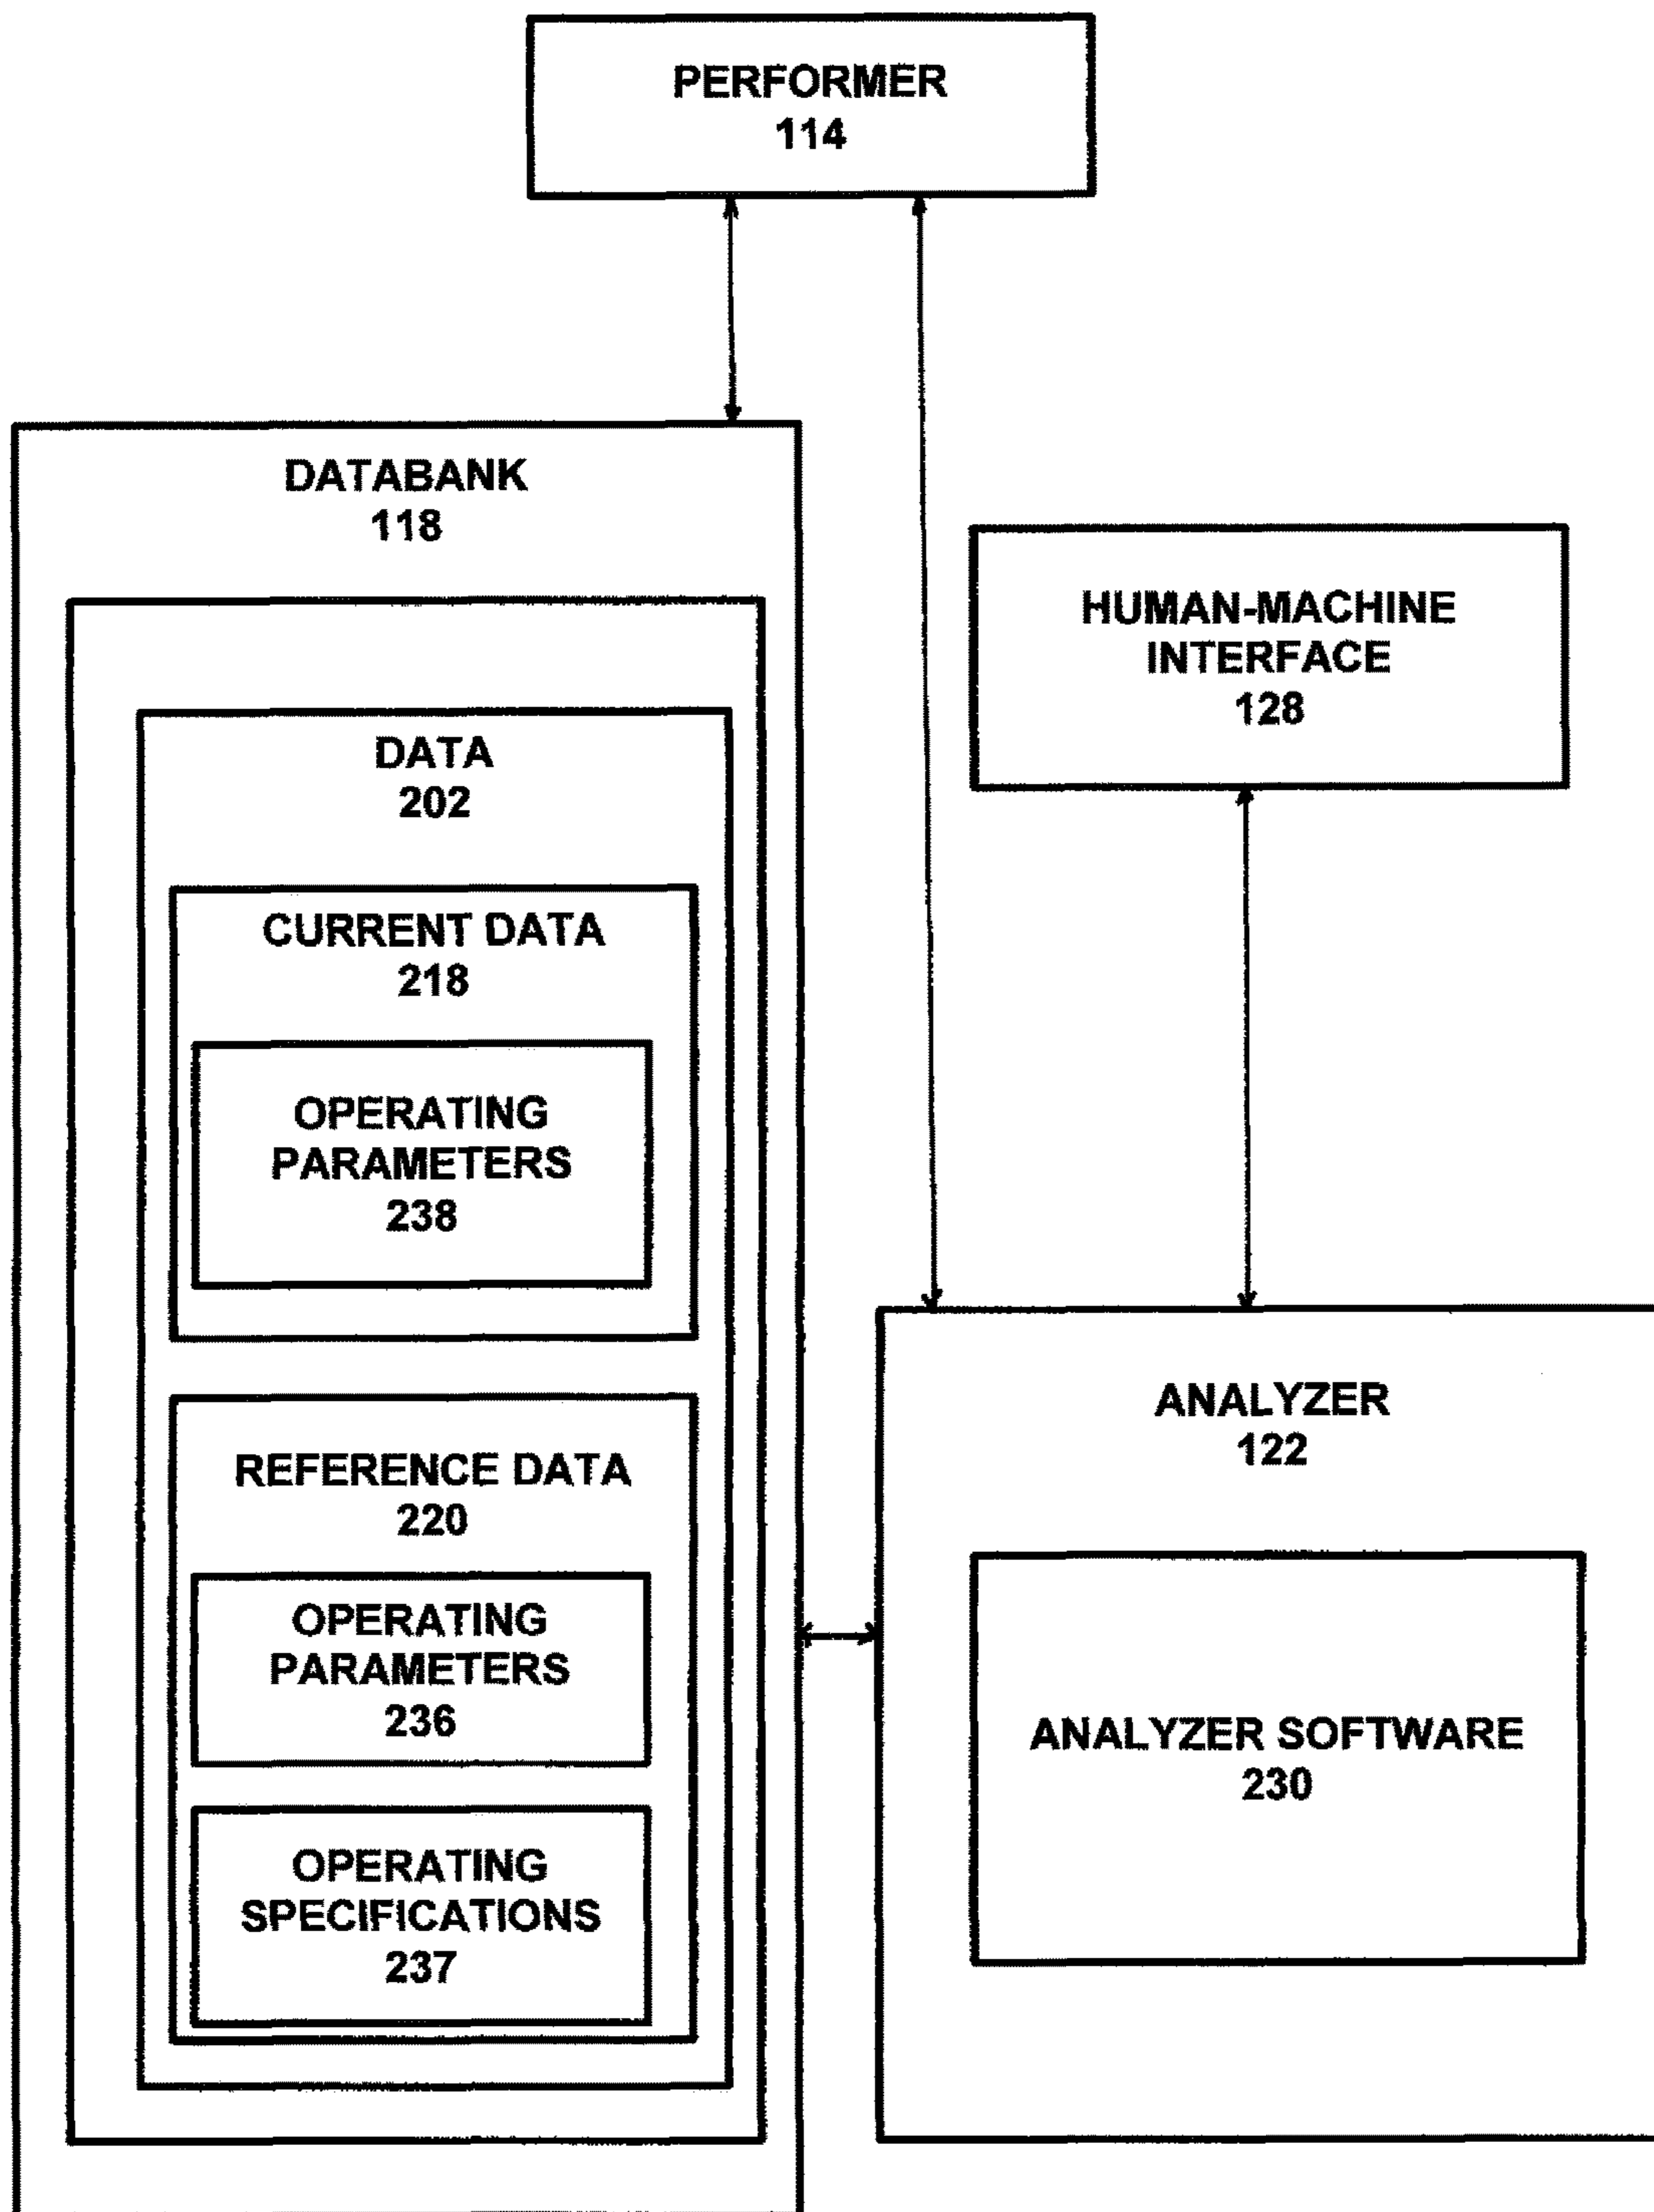 PERFORMER
114
DATABANK
118
HUMAN-MACHINE
INTERFACE
128
DATA
202
CURRENT DATA
218
OPERATING
PARAMETERS
238
REFERENCE DATA
220
OPERATING
PARAMETERS
236
OPERATING
SPECIFICATIONS
237
ANALYZER
122
ANALYZER SOFTWARE
230